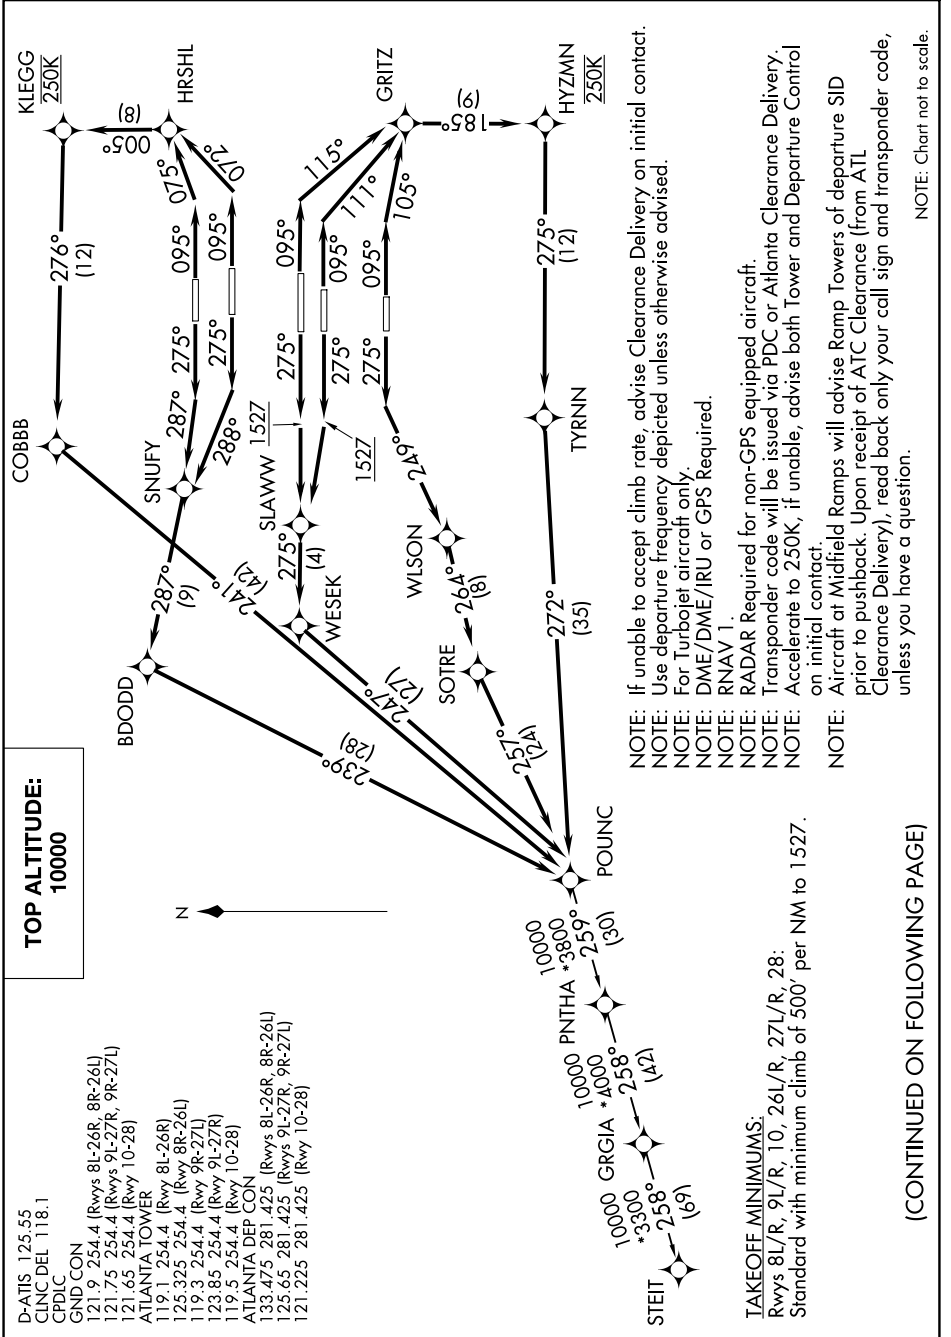 D-ATIS 125.55
CLNC DEL 118.1
CPDLC
GND CON
121.9 254.4 (Rwys 8L-26R, 8R-26L)
121.75 254.4 (Rwys 9L-27R, 9R-27L)
121.65 254.4 (Rwy 10-28)
ATLANTA TOWER
119.1 254.4 (Rwy 8L-26R)
125.325 254.4 (Rwy 8R-26L)
119.3 254.4 (Rwy 9R-27L)
123.85 254.4 (Rwy 9L-27R)
119.5 254.4 (Rwy 10-28)
ATLANTA DEP CON
133.475 281.425 (Rwys 8L-26R, 8R-26L)
125.65 281.425 (Rwys 9L-27R, 9R-27L)
121.225 281.425 (Rwy 10-28)
TOP ALTITUDE:
10000
N
COBBB
276°
(12)
KLEGG
250K
005°
(8)
HRSHL
075°
072°
095°
095°
275°
275°
287°
288°
SNUFY
287°
(9)
BDODD
239°
(28)
241°
(42)
SLAWW
1527
1527
275°
(4)
WESEK
247°
(27)
275°
275°
275°
095°
095°
095°
115°
111°
105°
GRITZ
185°
(9)
HYZMN
250K
275°
(12)
TYRNN
272°
(35)
249°
WLSON
264°
(8)
SOTRE
257°
(24)
POUNC
10000
*3800
259°
(30)
PNTHA
10000
*4000
258°
(42)
GRGIA
10000
*3300
258°
(69)
STEIT
TAKEOFF MINIMUMS:
Rwys 8L/R, 9L/R, 10, 26L/R, 27L/R, 28:
Standard with minimum climb of 500' per NM to 1527.
NOTE: If unable to accept climb rate, advise Clearance Delivery on initial contact.
NOTE: Use departure frequency depicted unless otherwise advised.
NOTE: For Turbojet aircraft only.
NOTE: DME/DME/IRU or GPS Required.
NOTE: RNAV 1.
NOTE: RADAR Required for non-GPS equipped aircraft.
NOTE: Transponder code will be issued via PDC or Atlanta Clearance Delivery.
NOTE: Accelerate to 250K, if unable, advise both Tower and Departure Control
on initial contact.
NOTE: Aircraft at Midfield Ramps will advise Ramp Towers of departure SID
prior to pushback. Upon receipt of ATC Clearance (from ATL
Clearance Delivery), read back only your call sign and transponder code,
unless you have a question.
NOTE: Chart not to scale.
(CONTINUED ON FOLLOWING PAGE)